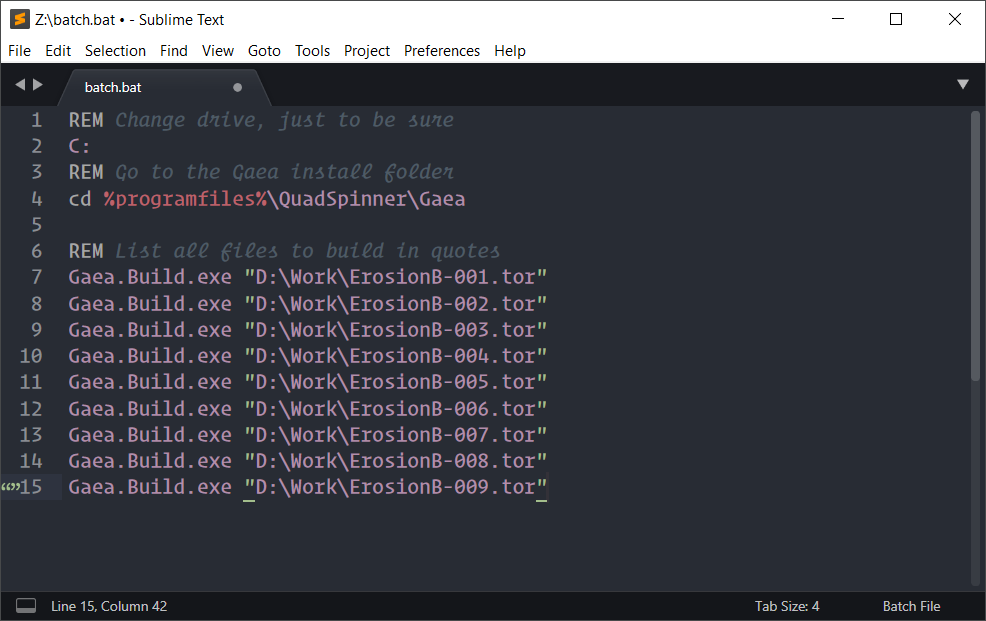 Z:\batch.bat • - Sublime Text
File Edit Selection Find View Goto Tools Project Preferences Help
batch.bat
1 REM Change drive, just to be sure
2 C:
3 REM Go to the Gaea install folder
4 cd %programfiles%\QuadSpinner\Gaea
5
6 REM List all files to build in quotes
7 Gaea.Build.exe "D:\Work\ErosionB-001.tor"
8 Gaea.Build.exe "D:\Work\ErosionB-002.tor"
9 Gaea.Build.exe "D:\Work\ErosionB-003.tor"
10 Gaea.Build.exe "D:\Work\ErosionB-004.tor"
11 Gaea.Build.exe "D:\Work\ErosionB-005.tor"
12 Gaea.Build.exe "D:\Work\ErosionB-006.tor"
13 Gaea.Build.exe "D:\Work\ErosionB-007.tor"
14 Gaea.Build.exe "D:\Work\ErosionB-008.tor"
“”15 Gaea.Build.exe "D:\Work\ErosionB-009.tor"
Line 15, Column 42 Tab Size: 4 Batch File